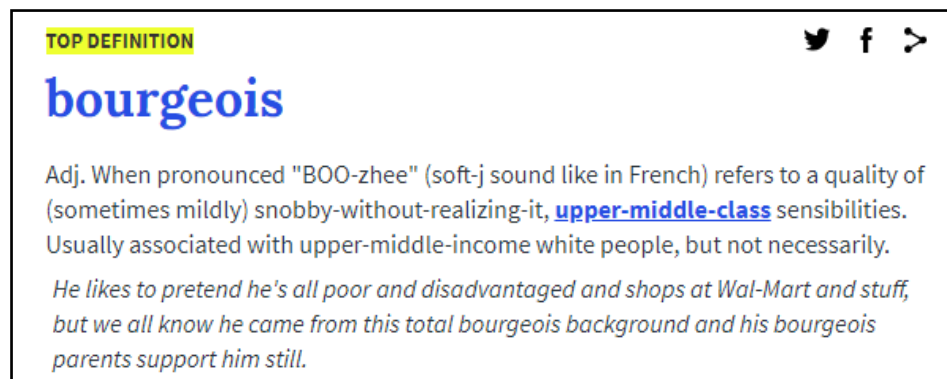 TOP DEFINITION
bourgeois
Adj. When pronounced "BOO-zhee" (soft-j sound like in French) refers to a quality of
(sometimes mildly) snobby-without-realizing-it, upper-middle-class sensibilities.
Usually associated with upper-middle-income white people, but not necessarily.
He likes to pretend he's all poor and disadvantaged and shops at Wal-Mart and stuff,
but we all know he came from this total bourgeois background and his bourgeois
parents support him still.